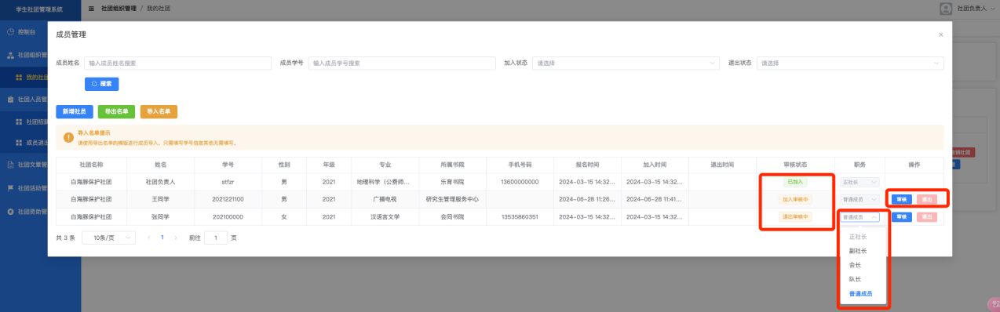 学生社团管理系统
社团组织管理 / 我的社团
社团负责人
控制台
社团组织管
我的社团
社团人员管
社团招新
成员退出
社团文章管
社团活动管
社团资助管
成员管理
成员姓名 输入成员姓名搜索 成员学号 输入成员学号搜索 加入状态 请选择 退出状态 请选择
搜索
新增社员 导出名单 导入名单
导入名单提示
请使用导出名单的模版进行成员导入，只需填写学号信息其他无需填写。
社团名称 姓名 学号 性别 年级 专业 所属书院 手机号码 报名时间 加入时间 退出时间 审核状态 职务 操作
白海豚保护社团 社团负责人 stfzr 男 2021 地理科学（公费师... 乐育书院 13600000000 2024-03-15 14:32... 2024-03-15 14:32... 已加入 正社长
白海豚保护社团 王同学 2021221100 男 2021 广播电视 研究生管理服务中心 2024-06-28 11:26... 2024-06-28 11:41... 加入审核中 普通成员 审核 退出
白海豚保护社团 张同学 202100000 女 2021 汉语言文学 会同书院 13535860351 2024-03-15 14:32... 2024-03-15 14:32... 退出审核中 普通成员 审核 退出
共 3 条 10条/页 1 前往 1 页
正社长
副社长
会长
队长
普通成员
销社团